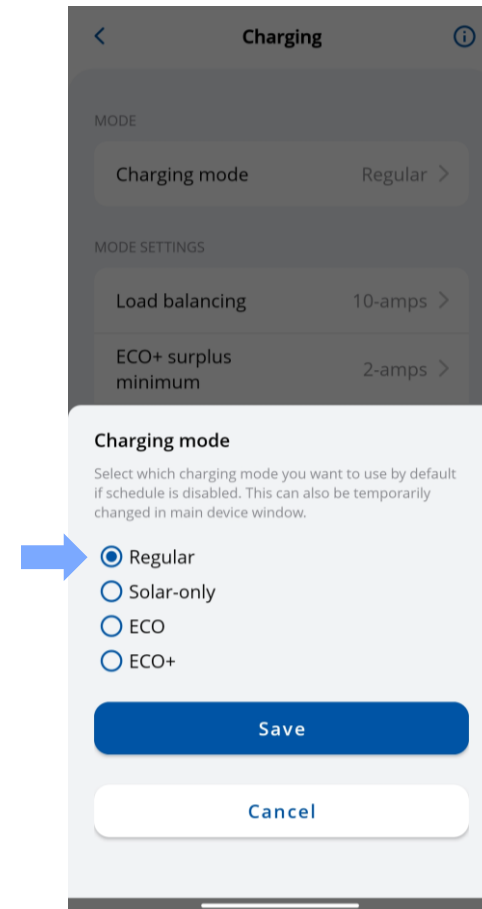 Charging
MODE
Charging mode
Regular
MODE SETTINGS
Load balancing
10-amps
ECO+ surplus
minimum
2-amps
Charging mode
Select which charging mode you want to use by default
if schedule is disabled. This can also be temporarily
changed in main device window.
Regular
Solar-only
ECO
ECO+
Save
Cancel